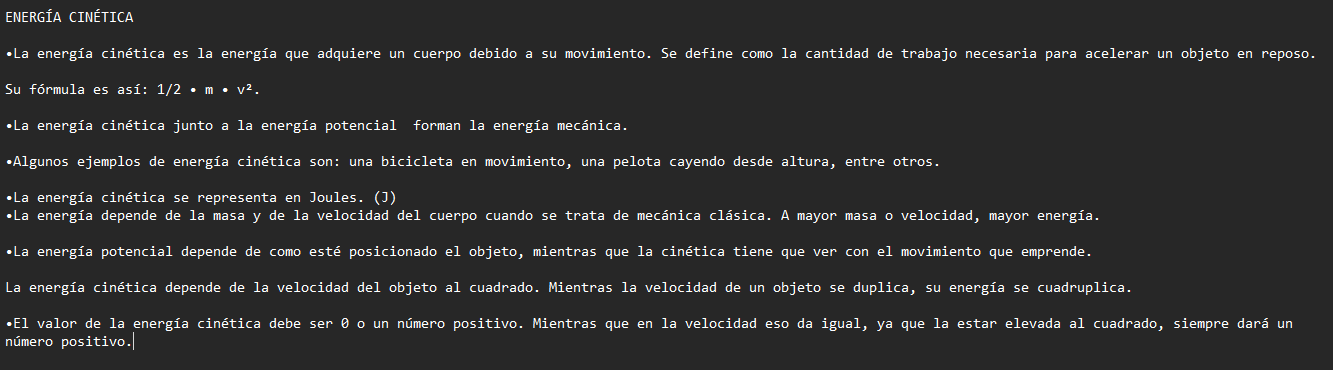 ENERGÍA CINÉTICA
•La energía cinética es la energía que adquiere un cuerpo debido a su movimiento. Se define como la cantidad de trabajo necesaria para acelerar un objeto en reposo.
Su fórmula es así: 1/2 • m • v².
•La energía cinética junto a la energía potencial  forman la energía mecánica.
•Algunos ejemplos de energía cinética son: una bicicleta en movimiento, una pelota cayendo desde altura, entre otros.
•La energía cinética se representa en Joules. (J)
•La energía depende de la masa y de la velocidad del cuerpo cuando se trata de mecánica clásica. A mayor masa o velocidad, mayor energía.
•La energía potencial depende de como esté posicionado el objeto, mientras que la cinética tiene que ver con el movimiento que emprende.
La energía cinética depende de la velocidad del objeto al cuadrado. Mientras la velocidad de un objeto se duplica, su energía se cuadruplica.
•El valor de la energía cinética debe ser 0 o un número positivo. Mientras que en la velocidad eso da igual, ya que la estar elevada al cuadrado, siempre dará un
número positivo.